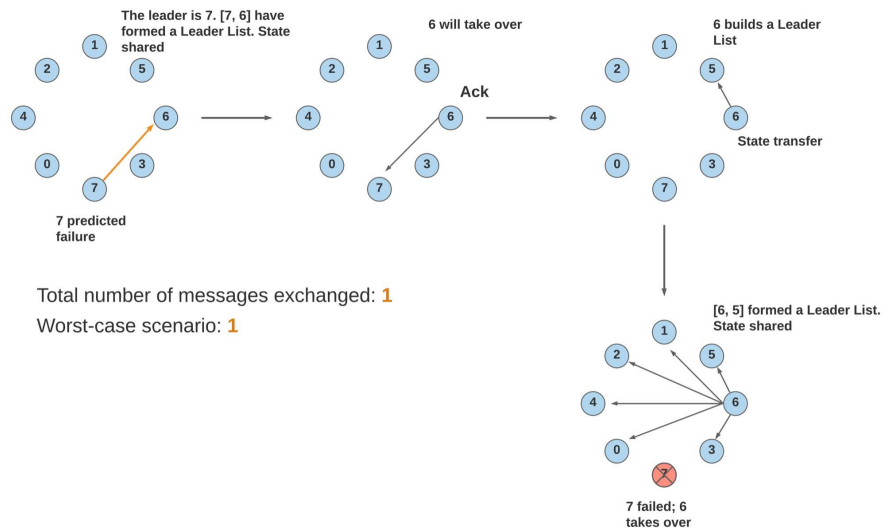 The leader is 7. [7, 6] have
formed a Leader List. State
shared
1
2
5
4
6
0
3
7
7 predicted
failure
6 will take over
1
2
5
Ack
4
6
0
3
7
6 builds a Leader
List
1
2
5
4
6
State transfer
0
3
7
Total number of messages exchanged: 1
Worst-case scenario: 1
[6, 5] formed a Leader List.
State shared
1
2
5
4
6
0
3
7
7 failed; 6
takes over